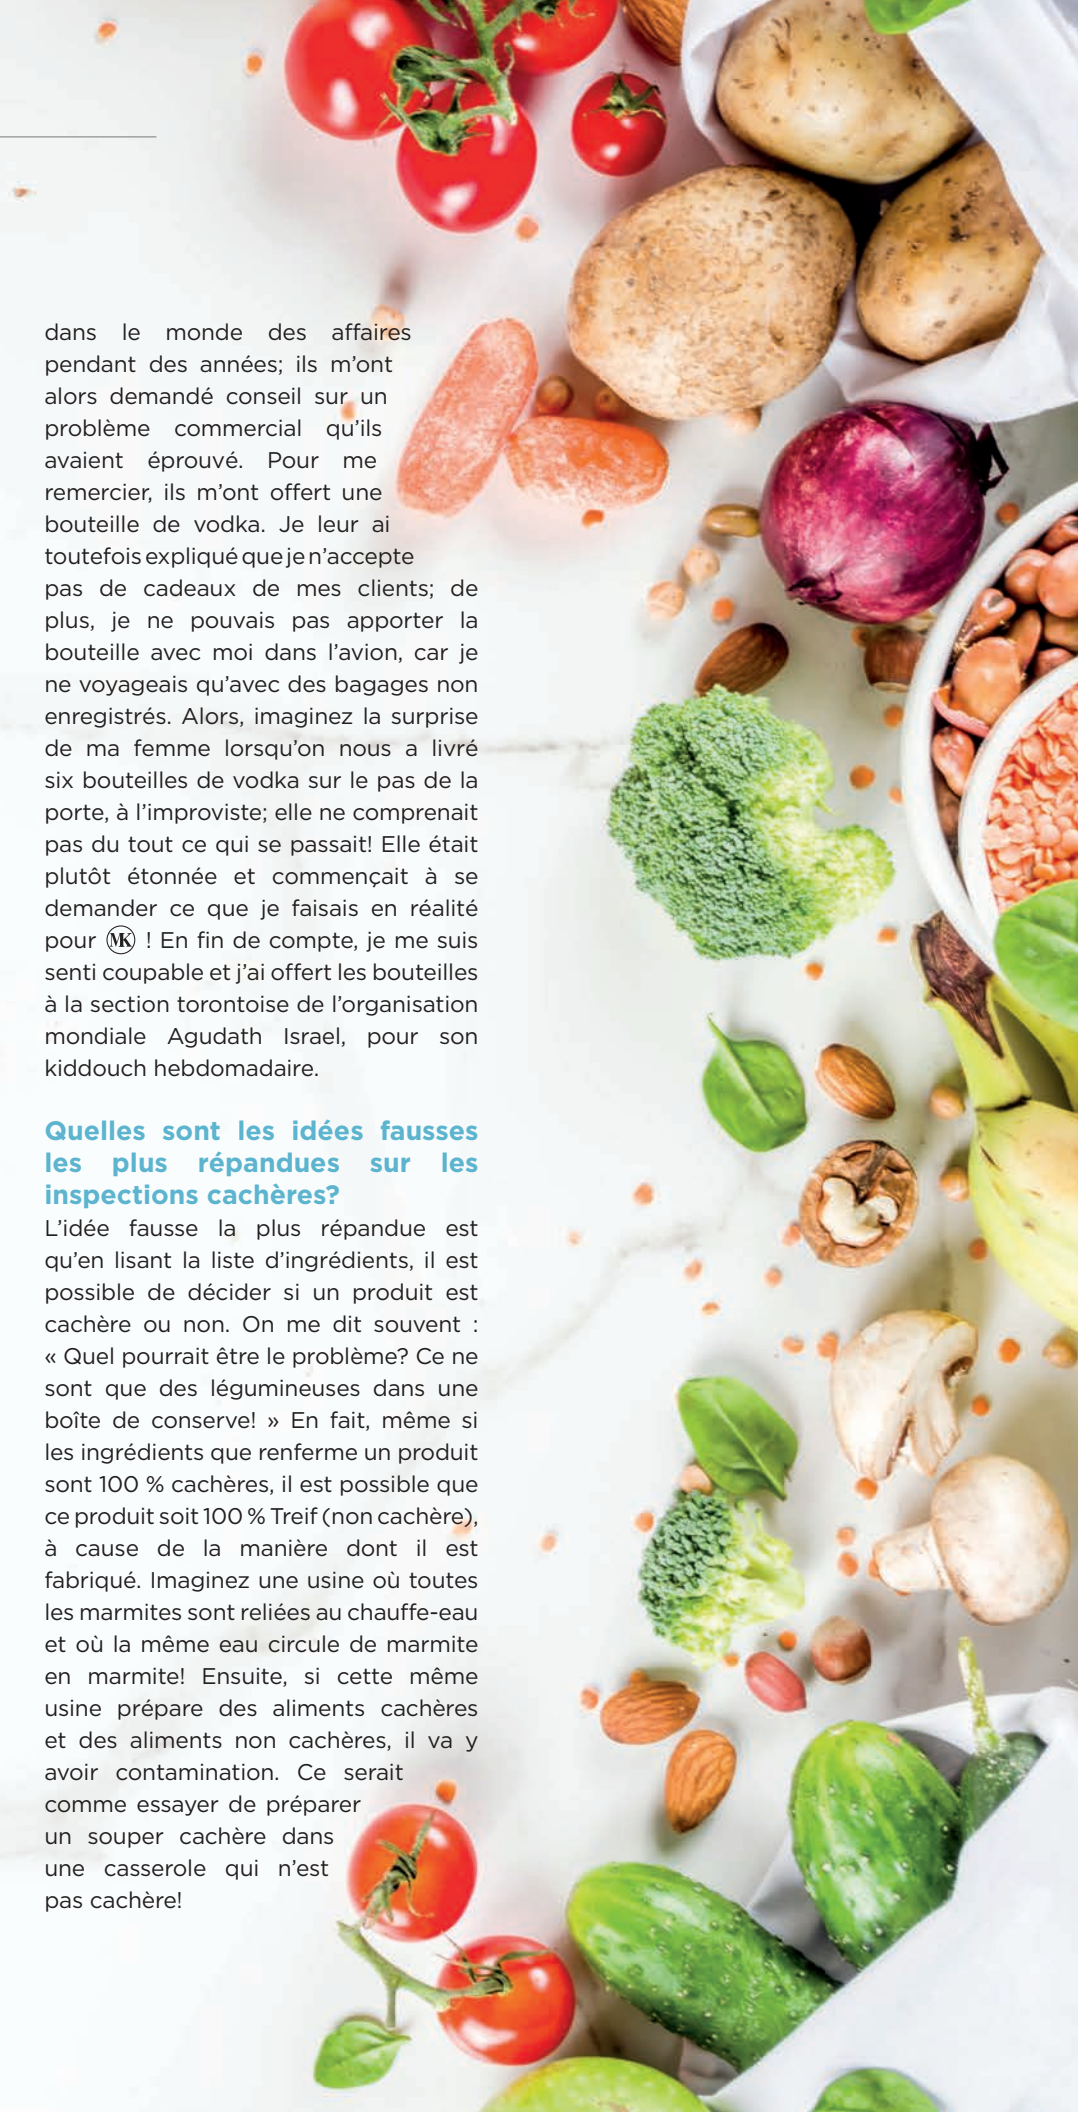 dans le monde des affaires
pendant des années; ils m’ont
alors demandé conseil sur un
problème commercial qu’ils
avaient éprouvé. Pour me
remercier, ils m’ont offert une
bouteille de vodka. Je leur ai
toutefois expliqué que je n’accepte
pas de cadeaux de mes clients; de
plus, je ne pouvais pas apporter la
bouteille avec moi dans l’avion, car je
ne voyageais qu’avec des bagages non
enregistrés. Alors, imaginez la surprise
de ma femme lorsqu’on nous a livré
six bouteilles de vodka sur le pas de la
porte, à l’improviste; elle ne comprenait
pas du tout ce qui se passait! Elle était
plutôt étonnée et commençait à se
demander ce que je faisais en réalité
pour MK ! En fin de compte, je me suis
senti coupable et j’ai offert les bouteilles
à la section torontoise de l’organisation
mondiale Agudath Israel, pour son
kiddouch hebdomadaire.
Quelles sont les idées fausses
les plus répandues sur les
inspections cachères?
L’idée fausse la plus répandue est
qu’en lisant la liste d’ingrédients, il est
possible de décider si un produit est
cachère ou non. On me dit souvent :
« Quel pourrait être le problème? Ce ne
sont que des légumineuses dans une
boîte de conserve! » En fait, même si
les ingrédients que renferme un produit
sont 100 % cachères, il est possible que
ce produit soit 100 % Treif (non cachère),
à cause de la manière dont il est
fabriqué. Imaginez une usine où toutes
les marmites sont reliées au chauffe-eau
et où la même eau circule de marmite
en marmite! Ensuite, si cette même
usine prépare des aliments cachères
et des aliments non cachères, il va y
avoir contamination. Ce serait
comme essayer de préparer
un souper cachère dans
une casserole qui n’est
pas cachère!